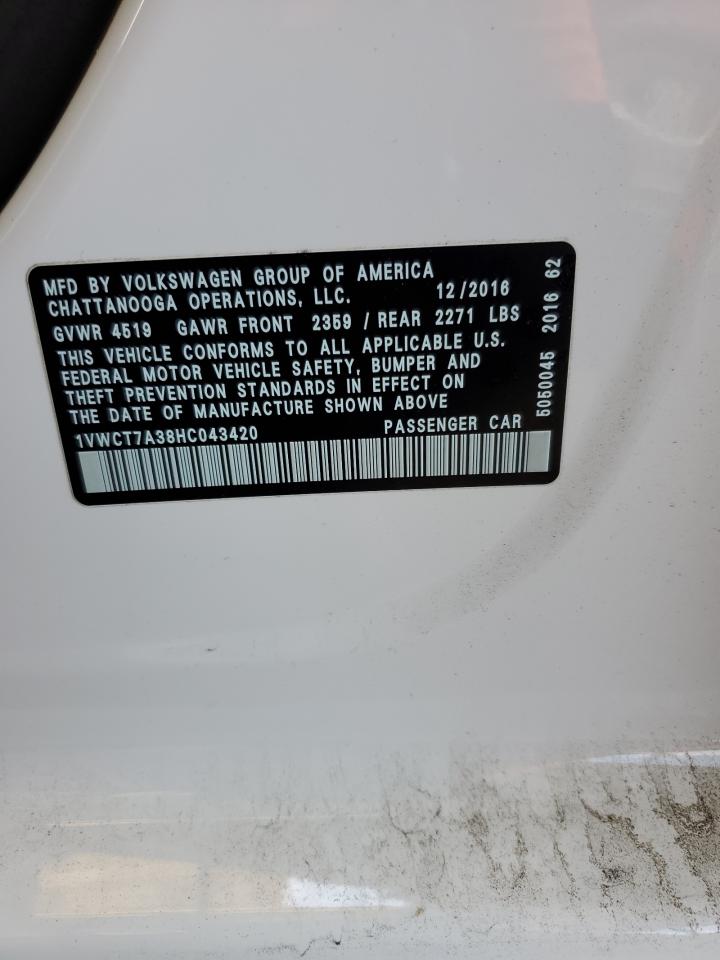 MFD BY VOLKSWAGEN GROUP OF AMERICA
CHATTANOOGA OPERATIONS, LLC. 12/2016
GVWR 4519 GAWR FRONT 2359 / REAR 2271 LBS
THIS VEHICLE CONFORMS TO ALL APPLICABLE U.S.
FEDERAL MOTOR VEHICLE SAFETY, BUMPER AND
THEFT PREVENTION STANDARDS IN EFFECT ON
THE DATE OF MANUFACTURE SHOWN ABOVE
1VWCT7A38HC043420 PASSENGER CAR
5050045 2016 62